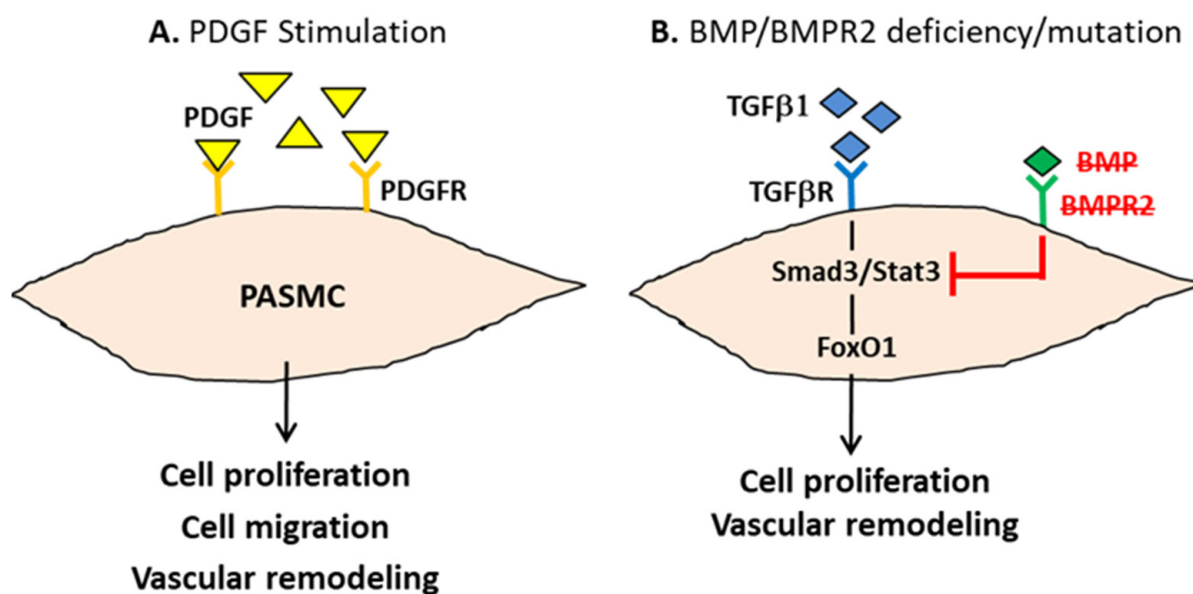 A. PDGF Stimulation
PDGF
PDGFR
PASMC
Cell proliferation
Cell migration
Vascular remodeling
B. BMP/BMPR2 deficiency/mutation
TGFβ1
BMP
TGFβR
BMPR2
Smad3/Stat3
FoxO1
Cell proliferation
Vascular remodeling